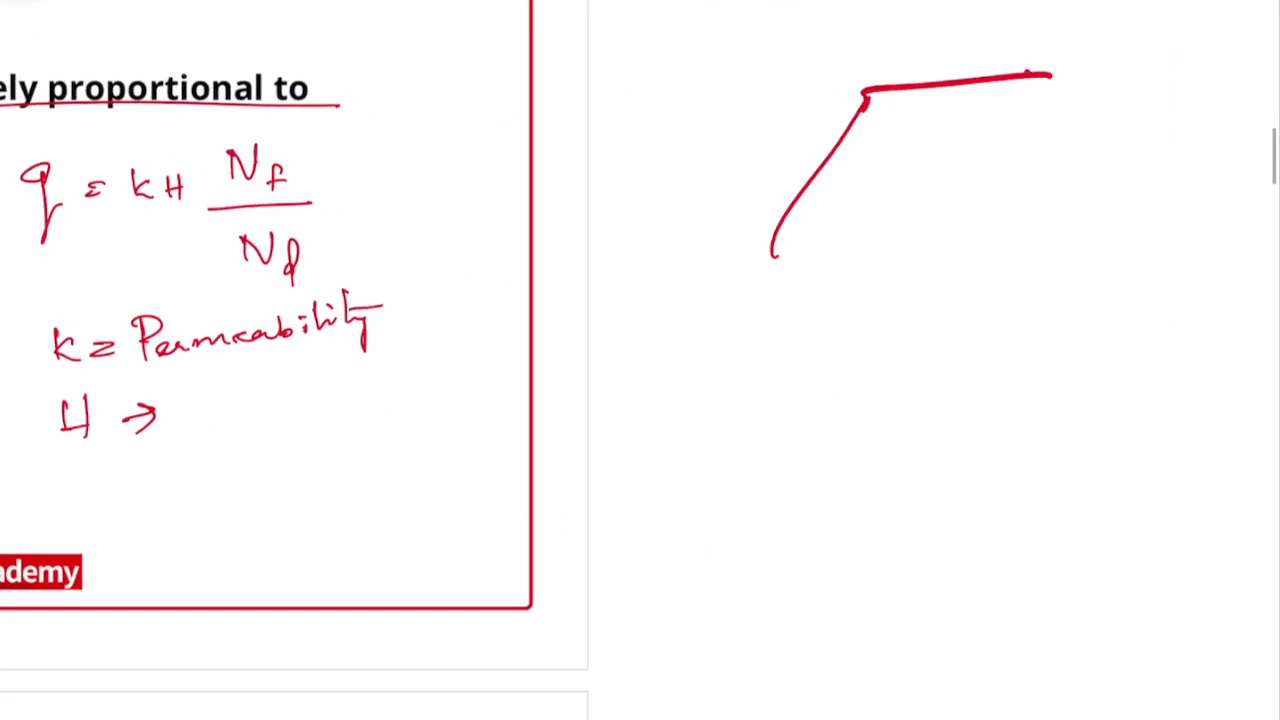 ely proportional to
q = kH Nf / Nd
k = Permeability
H →
ademy